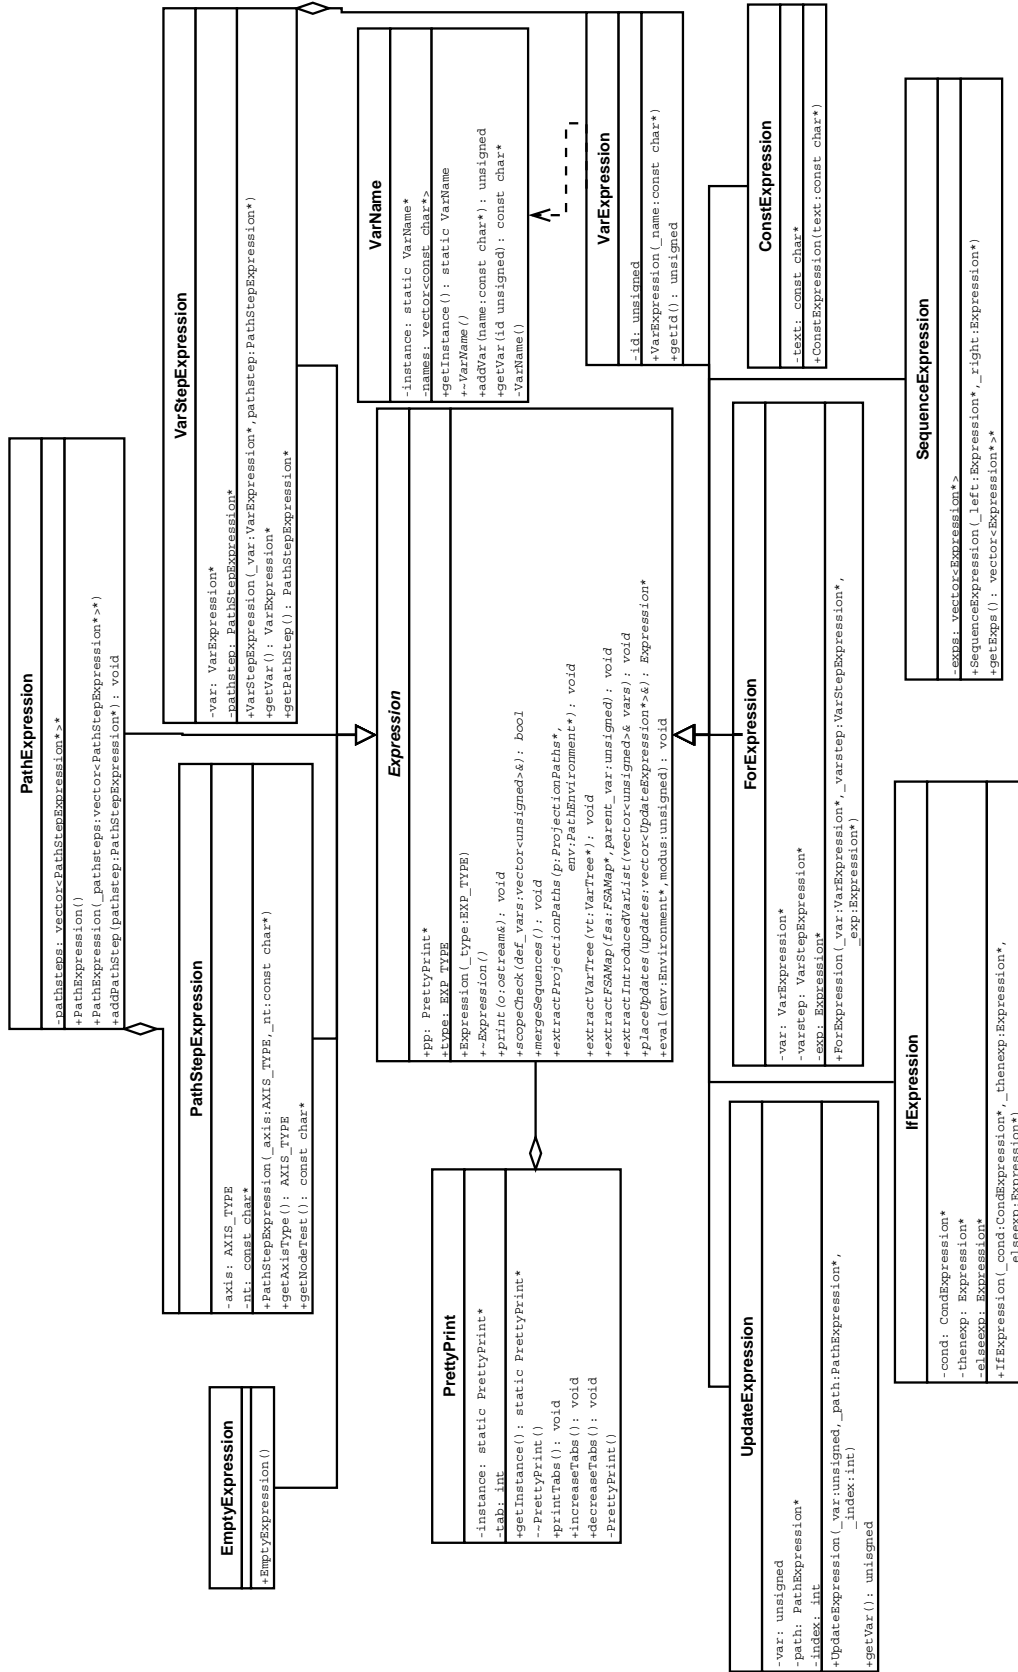 PathExpression
-pathsteps: vector<PathStepExpression*>*
+PathExpression()
+PathExpression(_pathsteps:vector<PathStepExpression*>*)
+addPathStep(pathstep:PathStepExpression*): void
VarStepExpression
-var: VarExpression*
-pathstep: PathStepExpression*
+VarStepExpression(_var:VarExpression*,pathstep:PathStepExpression*)
+getVar(): VarExpression*
+getPathStep(): PathStepExpression*
PathStepExpression
-axis: AXIS_TYPE
-nt: const char*
+PathStepExpression(_axis:AXIS_TYPE,_nt:const char*)
+getAxisType(): AXIS_TYPE
+getNodeTest(): const char*
EmptyExpression
+EmptyExpression()
VarName
-instance: static VarName*
-names: vector<const char*>
+getInstance(): static VarName
+~VarName()
+addVar(name:const char*): unsigned
+getVar(id unsigned): const char*
-VarName()
Expression
+pp: PrettyPrint*
+type: EXP_TYPE
+Expression(_type:EXP_TYPE)
+~Expression()
+print(o:ostream&): void
+scopeCheck(def_vars:vector<unsigned>&): bool
+mergeSequences(): void
+extractProjectionPaths(p:ProjectionPaths*,
env:PathEnvironment*): void
+extractVarTree(vt:VarTree*): void
+extractFSAMap(fsa:FSAMap*,parent_var:unsigned): void
+extractIntroducedVarList(vector<unsigned>& vars): void
+placeUpdates(updates:vector<UpdateExpression*>&): Expression*
+eval(env:Environment*,modus:unsigned): void
PrettyPrint
-instance: static PrettyPrint*
-tab: int
+getInstance(): static PrettyPrint*
-~PrettyPrint()
+printTabs(): void
+increaseTabs(): void
+decreaseTabs(): void
-PrettyPrint()
VarExpression
-id: unsigned
+VarExpression(_name:const char*)
+getId(): unsigned
ConstExpression
-text: const char*
+ConstExpression(text:const char*)
ForExpression
-var: VarExpression*
-varstep: VarStepExpression*
-exp: Expression*
+ForExpression(_var:VarExpression*,_varstep:VarStepExpression*,
_exp:Expression*)
UpdateExpression
-var: unsigned
-path: PathExpression*
-index: int
+UpdateExpression(_var:unsigned,_path:PathExpression*,
_index:int)
+getVar(): unisgned
SequenceExpression
-exps: vector<Expression*>
+SequenceExpression(_left:Expression*,_right:Expression*)
+getExps(): vector<Expression*>*
IfExpression
-cond: CondExpression*
-thenexp: Expression*
-elseexp: Expression*
+IfExpression(_cond:CondExpression*,_thenexp:Expression*,
elseexp:Expression*)